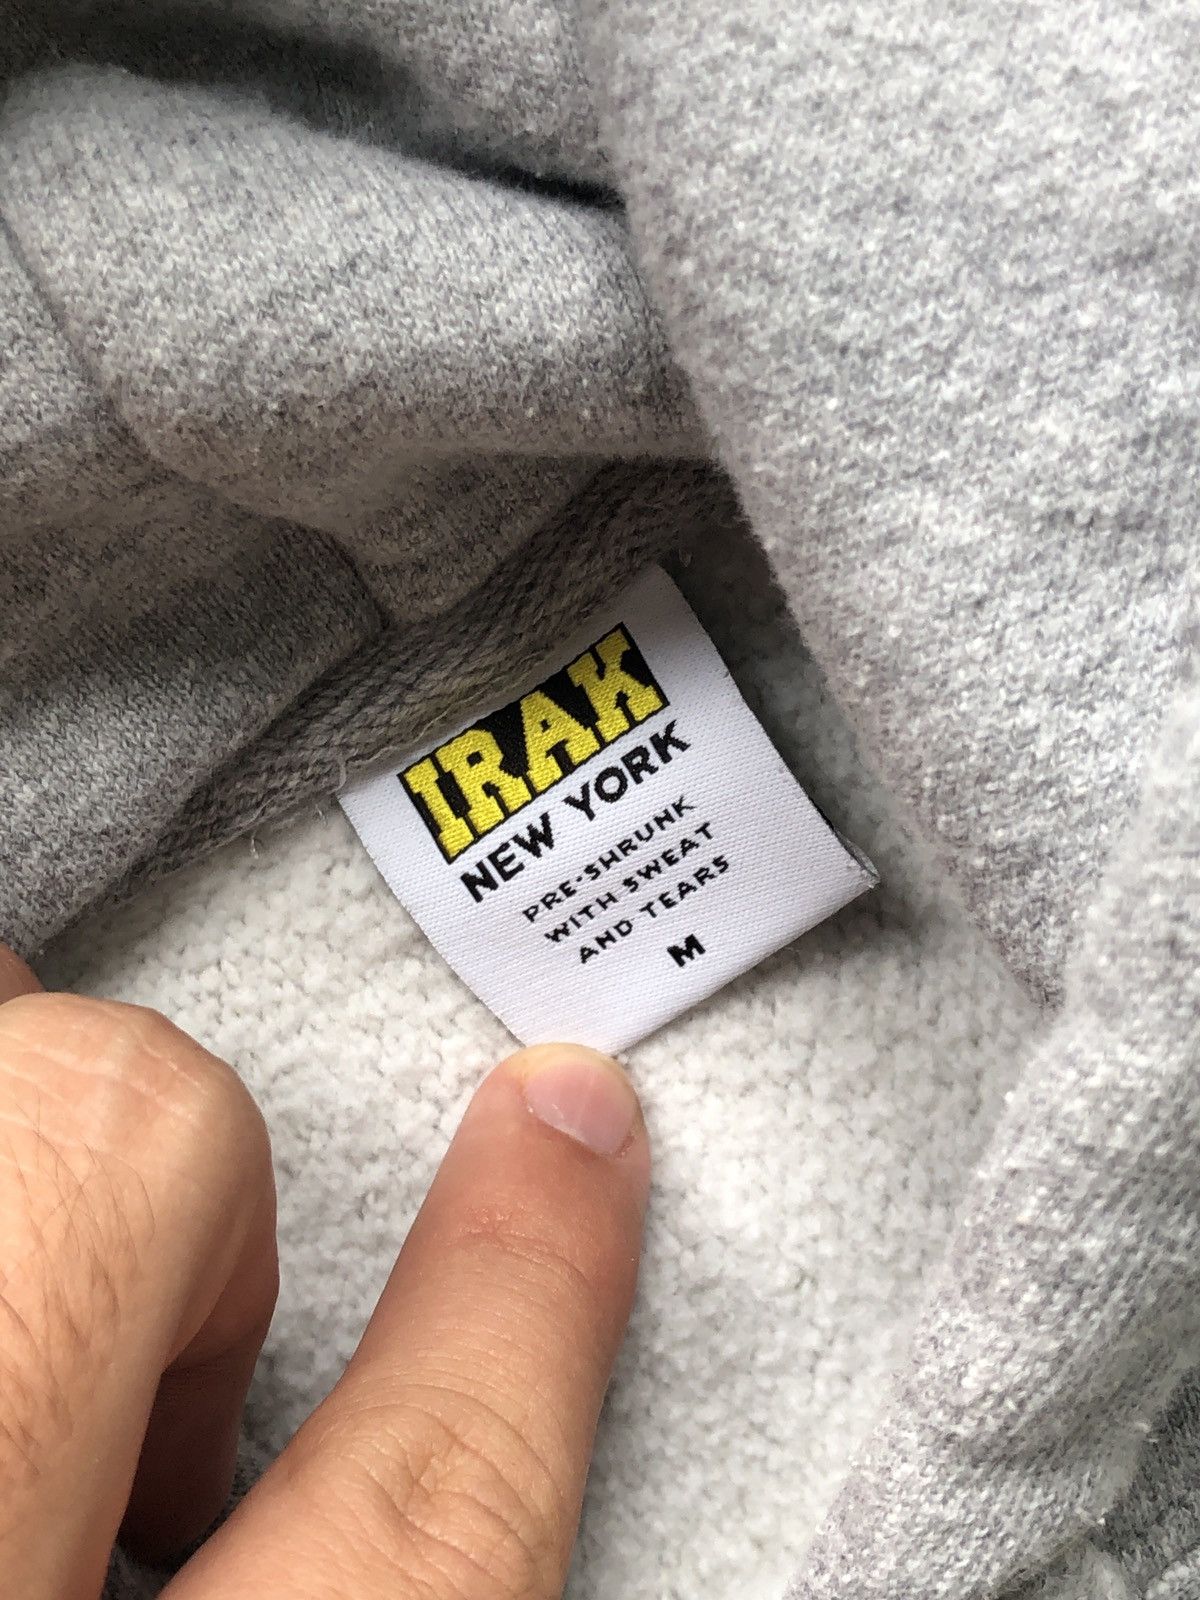 IRAK
NEW YORK
PRE-SHRUNK
WITH SWEAT
AND TEARS
M